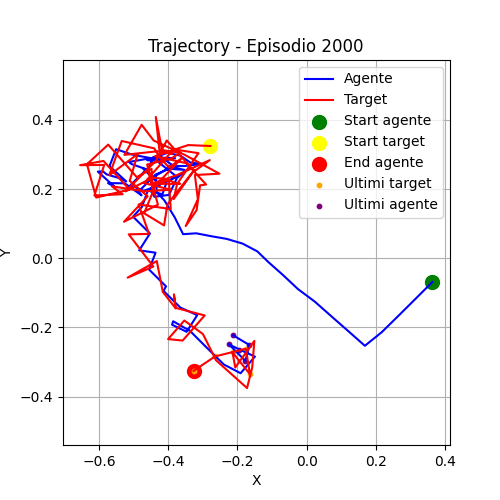 Trajectory - Episodio 2000
Agente
Target
Start agente
Start target
End agente
Ultimi target
Ultimi agente
Y
0.4
0.2
0.0
−0.2
−0.4
−0.6
−0.4
−0.2
0.0
0.2
0.4
X